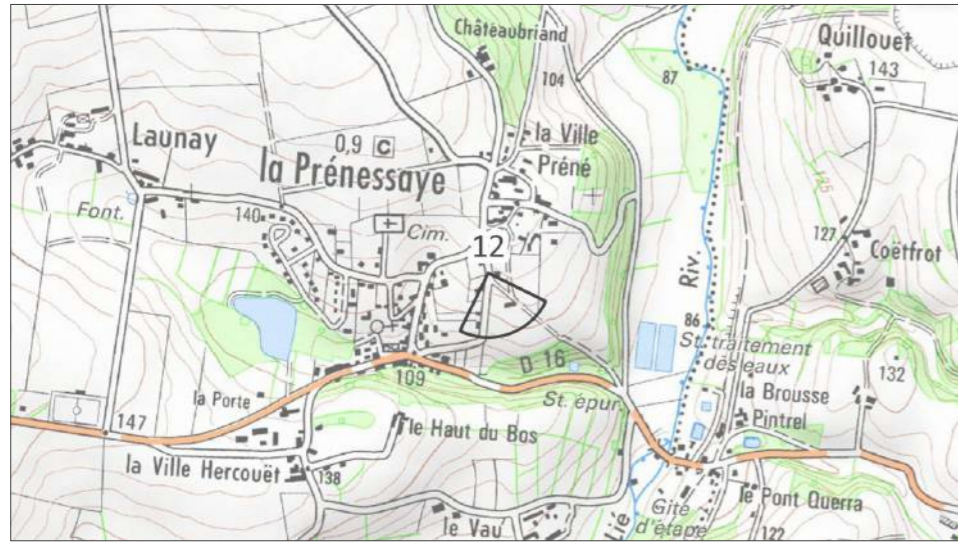 Châteaubriand
104
87
Quillouet
143
Launay
0,9 C
la Ville
Préné
la Prénessaye
135
Font.
140
Cim.
12
127
Coëtfrot
Riv.
86
St. traitement
des eaux
D 16
109
St. épur.
132
la Porte
la Brousse
Pintrel
147
le Haut du Bos
la Ville Hercouët
138
le Pont Querra
Gîte
d'étape
Lié
le Vau
122